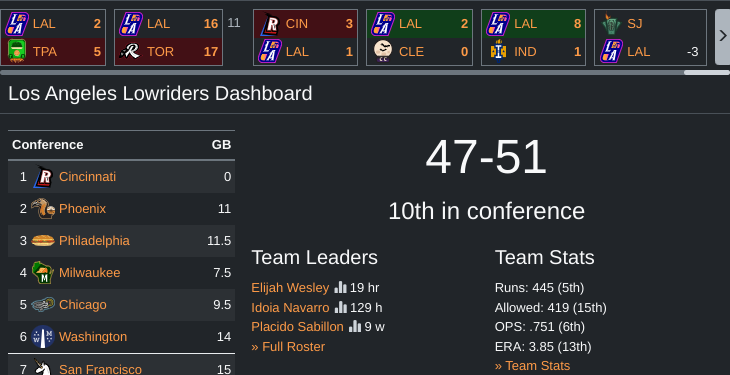 LAL 2 LAL 16 11 CIN 3 LAL 2 LAL 8 SJ
TPA 5 TOR 17 LAL 1 CLE 0 IND 1 LAL -3
Los Angeles Lowriders Dashboard
Conference GB
1 Cincinnati 0
2 Phoenix 11
3 Philadelphia 11.5
4 Milwaukee 7.5
5 Chicago 9.5
6 Washington 14
7 San Francisco 15
47-51
10th in conference
Team Leaders
Elijah Wesley 19 hr
Idoia Navarro 129 h
Placido Sabillon 9 w
» Full Roster
Team Stats
Runs: 445 (5th)
Allowed: 419 (15th)
OPS: .751 (6th)
ERA: 3.85 (13th)
» Team Stats